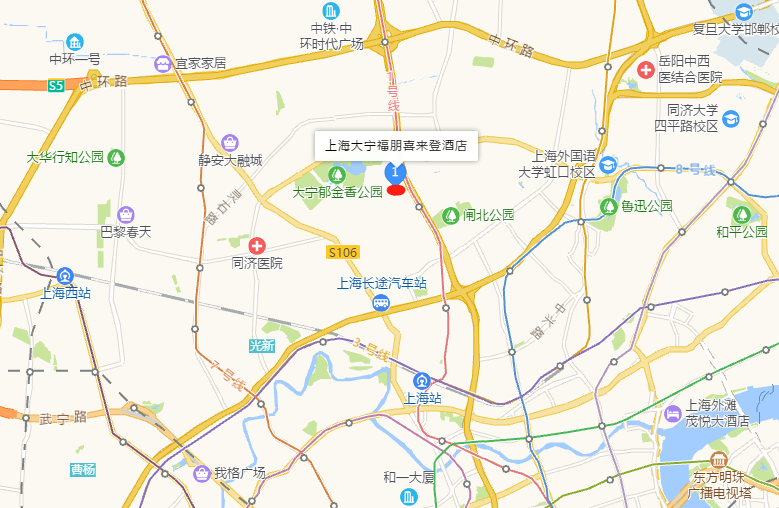 中铁·中
环时代广场
复旦大学邯郸校
中环一号
宜家家居
中环路
岳阳中西
医结合医院
S5
中环路
1号线
同济大学
四平路校区
上海大宁福朋喜来登酒店
大华行知公园
静安大融城
上海外国语
大学虹口校区
8号线
1
大宁郁金香公园
灵石路
闸北公园
鲁迅公园
巴黎春天
和平公园
同济医院
S106
上海西站
上海长途汽车站
中兴路
光新
3号线
7号线
上海站
武宁路
上海外滩
茂悦大酒店
曹杨
我格广场
和一大厦
东方明珠
广播电视塔